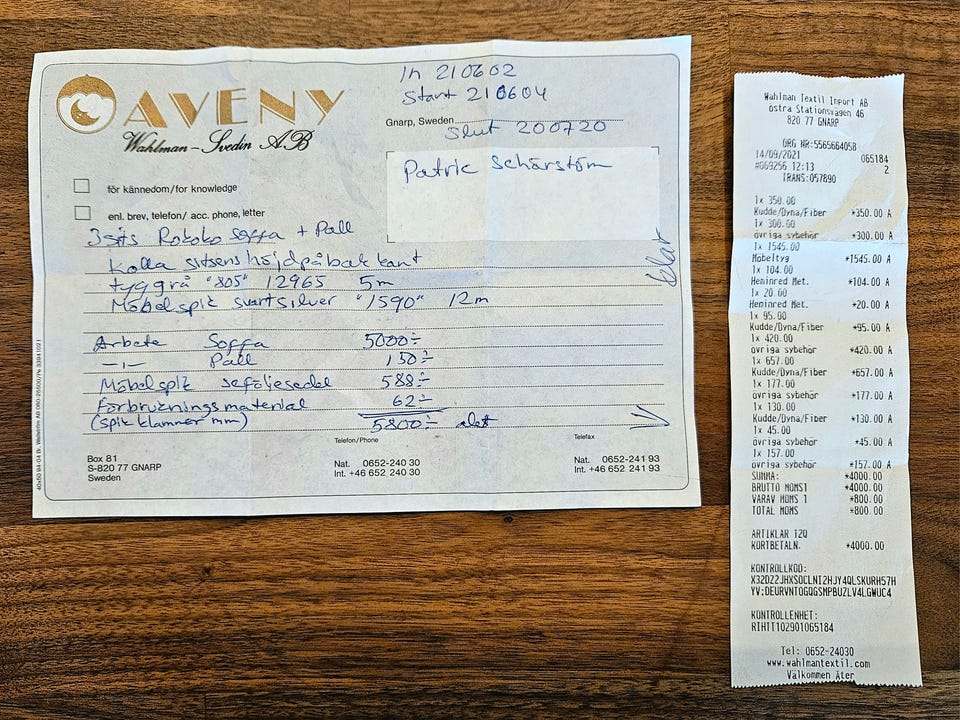 In 210602
Start 210604
AVENY
Gnarp, Sweden
Slut 200720
Wahlman-Svedin AB
Patric Schärström
för kännedom/for knowledge
enl. brev, telefon/ acc. phone, letter
3sits Rokoko soffa + Pall
Kolla sitsens höjd på bak kant
tyg grå "805" 12965 5m
Möbelspik svartsilver "1590" 12m
klar
Arbete Soffa 5000:-
-,- Pall 150:-
Möbelspik se följesedel 588:-
Förbrukningsmaterial 62:-
(spik klammer mm) 5800:-
Telefon/Phone
Telefax
Box 81
S-820 77 GNARP
Sweden
Nat. 0652-240 30
Int. +46 652 240 30
Nat. 0652-241 93
Int. +46 652 241 93
Wahlman Textil Import AB
östra Stationsvägen 46
820 77 GNARP
ORG NR:5565664058
14/09/2021 065184
#069256 12:13 2
TRANS:057890
1x 350.00
Kudde/Dyna/Fiber *350.00 A
1x 300.00
övriga sybehör *300.00 A
1x 1545.00
Möbeltyg *1545.00 A
1x 104.00
Heminred Met. *104.00 A
1x 20.00
Heminred Met. *20.00 A
1x 95.00
Kudde/Dyna/Fiber *95.00 A
1x 420.00
övriga sybehör *420.00 A
1x 657.00
Kudde/Dyna/Fiber *657.00 A
1x 177.00
övriga sybehör *177.00 A
1x 130.00
Kudde/Dyna/Fiber *130.00 A
1x 45.00
övriga sybehör *45.00 A
1x 157.00
övriga sybehör *157.00 A
SUMMA: *4000.00
BRUTTO MOMS1 *4000.00
VARAV MOMS 1 *800.00
TOTAL MOMS *800.00
ARTIKLAR 12Q
KORTBETALN. *4000.00
KONTROLLKOD:
X32DZ2JHXSOCLNI2HJY4QLSKURH57H
YV:DEURVNTOGQGSMPBUZLV4LGWUC4
KONTROLLENHET:
RIHTT102901065184
Tel: 0652-24030
www.wahlmantextil.com
Välkommen Åter